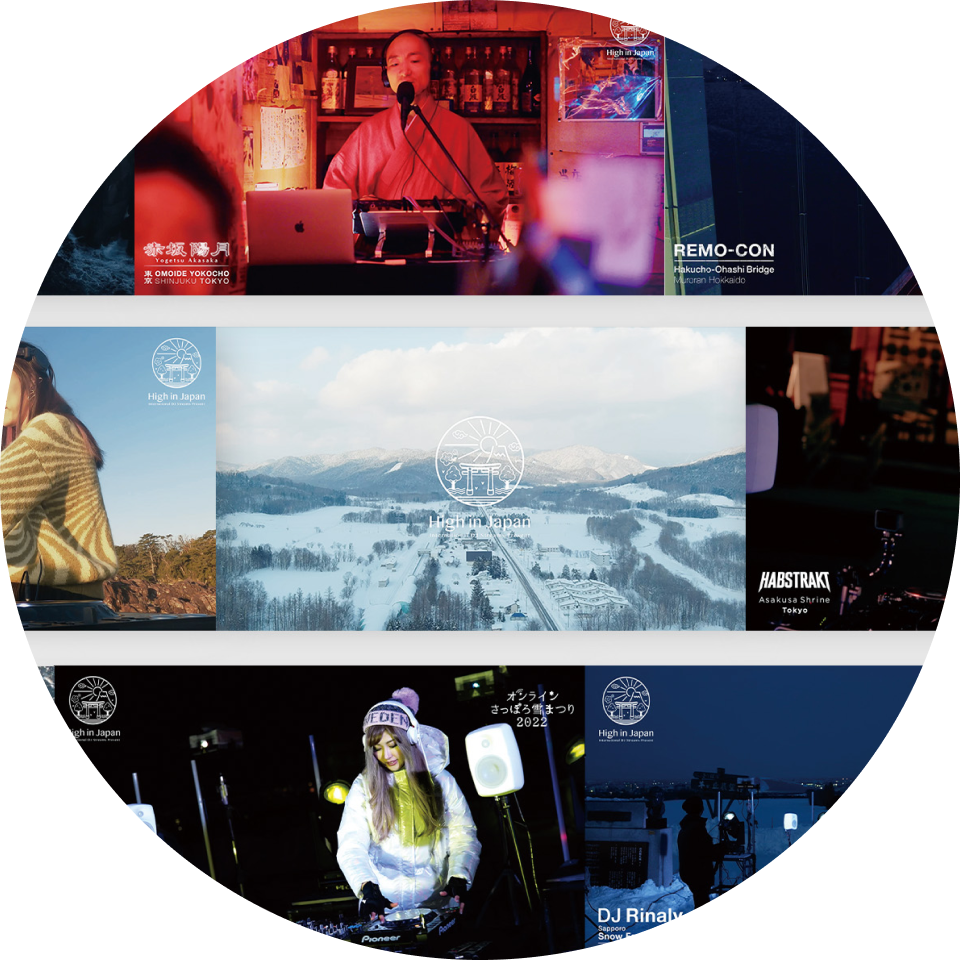 High in Japan
赤坂陽月
Yogetsu Akasaka
東京 OMOIDE YOKOCHO
SHINJUKU TOKYO
REMO-CON
Hakucho-Ohashi Bridge
Muroran Hokkaido
High in Japan
High in Japan
HABSTRAKT
Asakusa Shrine
Tokyo
High in Japan
WEDEN
オンライン
さっぽろ雪まつり
2022
Pioneer
High in Japan
DJ Rinaly
Sapporo
Snow